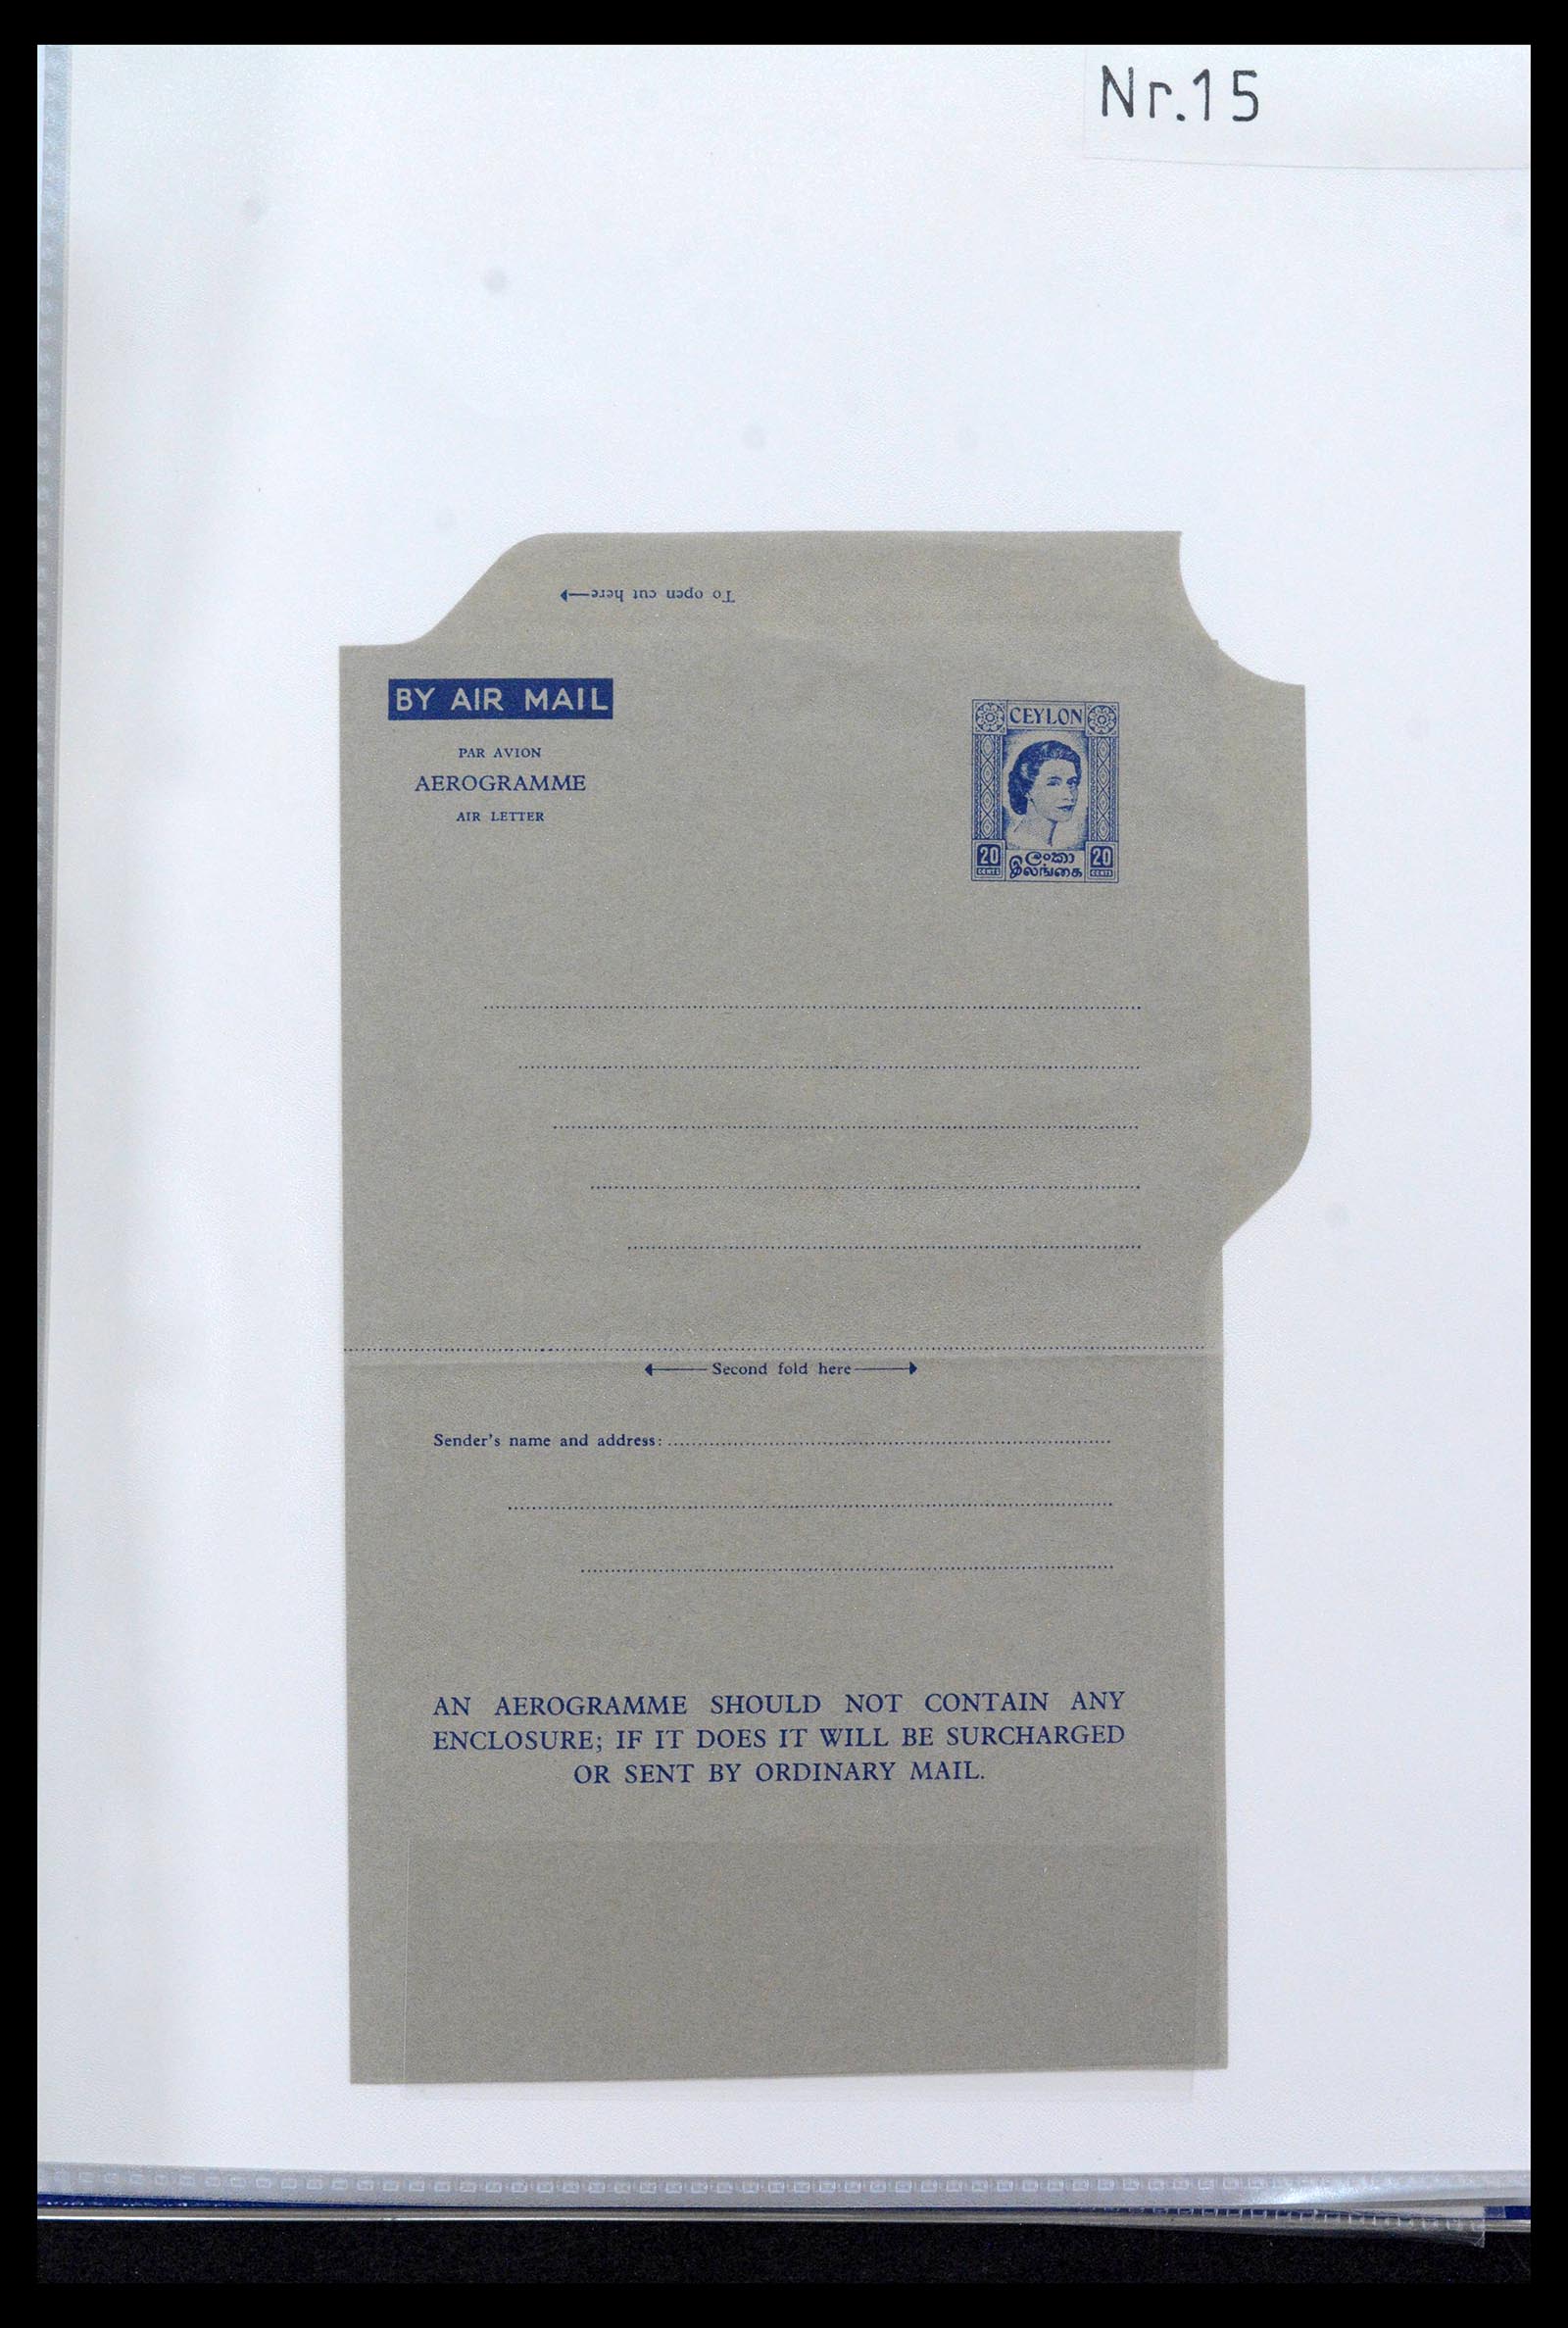 Nr.15
To open cut here
BY AIR MAIL
PAR AVION
AEROGRAMME
AIR LETTER
CEYLON
20 ලංකා 20
CENTS இலங்கை CENTS
Second fold here
Sender's name and address:
AN AEROGRAMME SHOULD NOT CONTAIN ANY
ENCLOSURE; IF IT DOES IT WILL BE SURCHARGED
OR SENT BY ORDINARY MAIL.